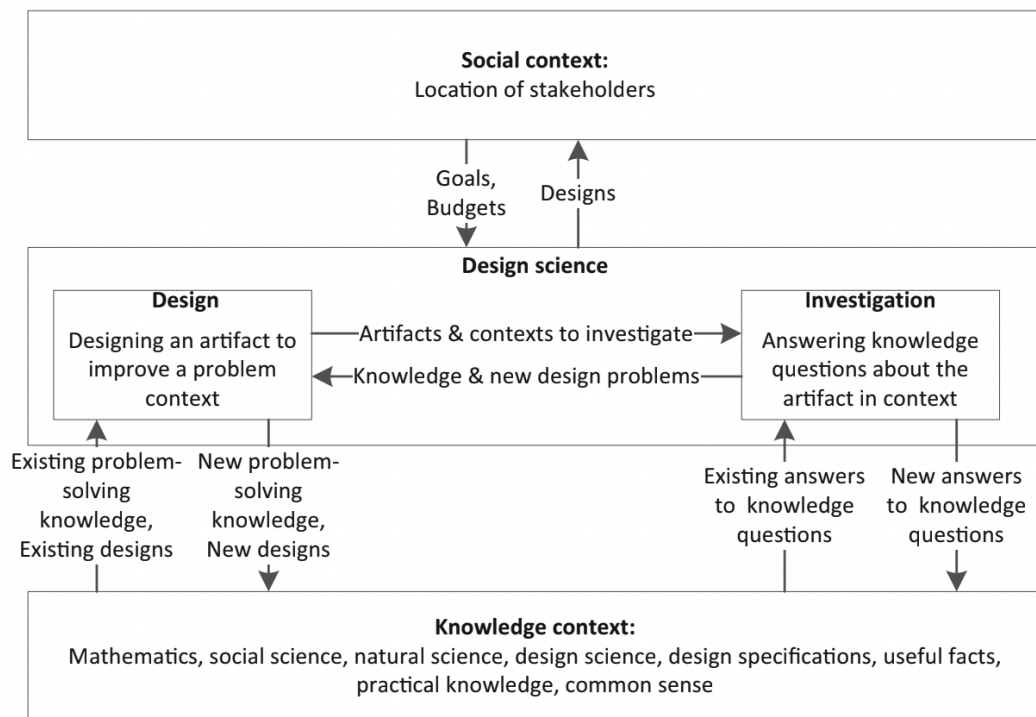 Social context:
Location of stakeholders
Goals,
Budgets
Designs
Design science
Design
Designing an artifact to
improve a problem
context
Artifacts & contexts to investigate
Knowledge & new design problems
Investigation
Answering knowledge
questions about the
artifact in context
Existing problem-
solving
knowledge,
Existing designs
New problem-
solving
knowledge,
New designs
Existing answers
to knowledge
questions
New answers
to knowledge
questions
Knowledge context:
Mathematics, social science, natural science, design science, design specifications, useful facts,
practical knowledge, common sense